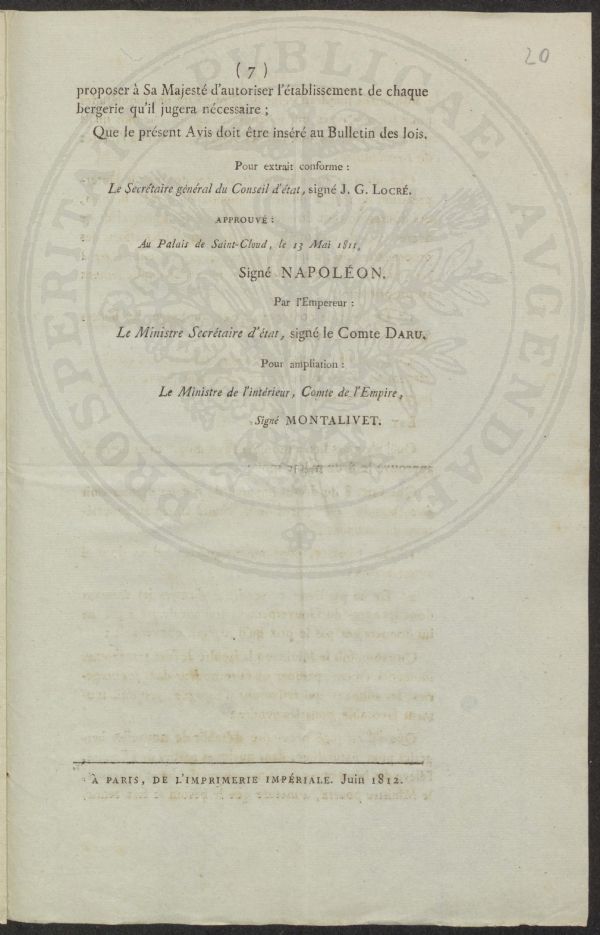 20
( 7 )
proposer à Sa Majesté d'autoriser l'établissement de chaque
bergerie qu'il jugera nécessaire ;
Que le présent Avis doit être inséré au Bulletin des lois.
Pour extrait conforme :
Le Secrétaire général du Conseil d'état, signé J. G. LOCRÉ.
APPROUVÉ :
Au Palais de Saint-Cloud, le 13 Mai 1811,
Signé NAPOLÉON.
Par l'Empereur :
Le Ministre Secrétaire d'état, signé le Comte DARU.
Pour ampliation :
Le Ministre de l'intérieur, Comte de l'Empire,
Signé MONTALIVET.
À PARIS, DE L'IMPRIMERIE IMPÉRIALE. Juin 1812.
PROSPERITATI PUBLICAE AVGENDAE